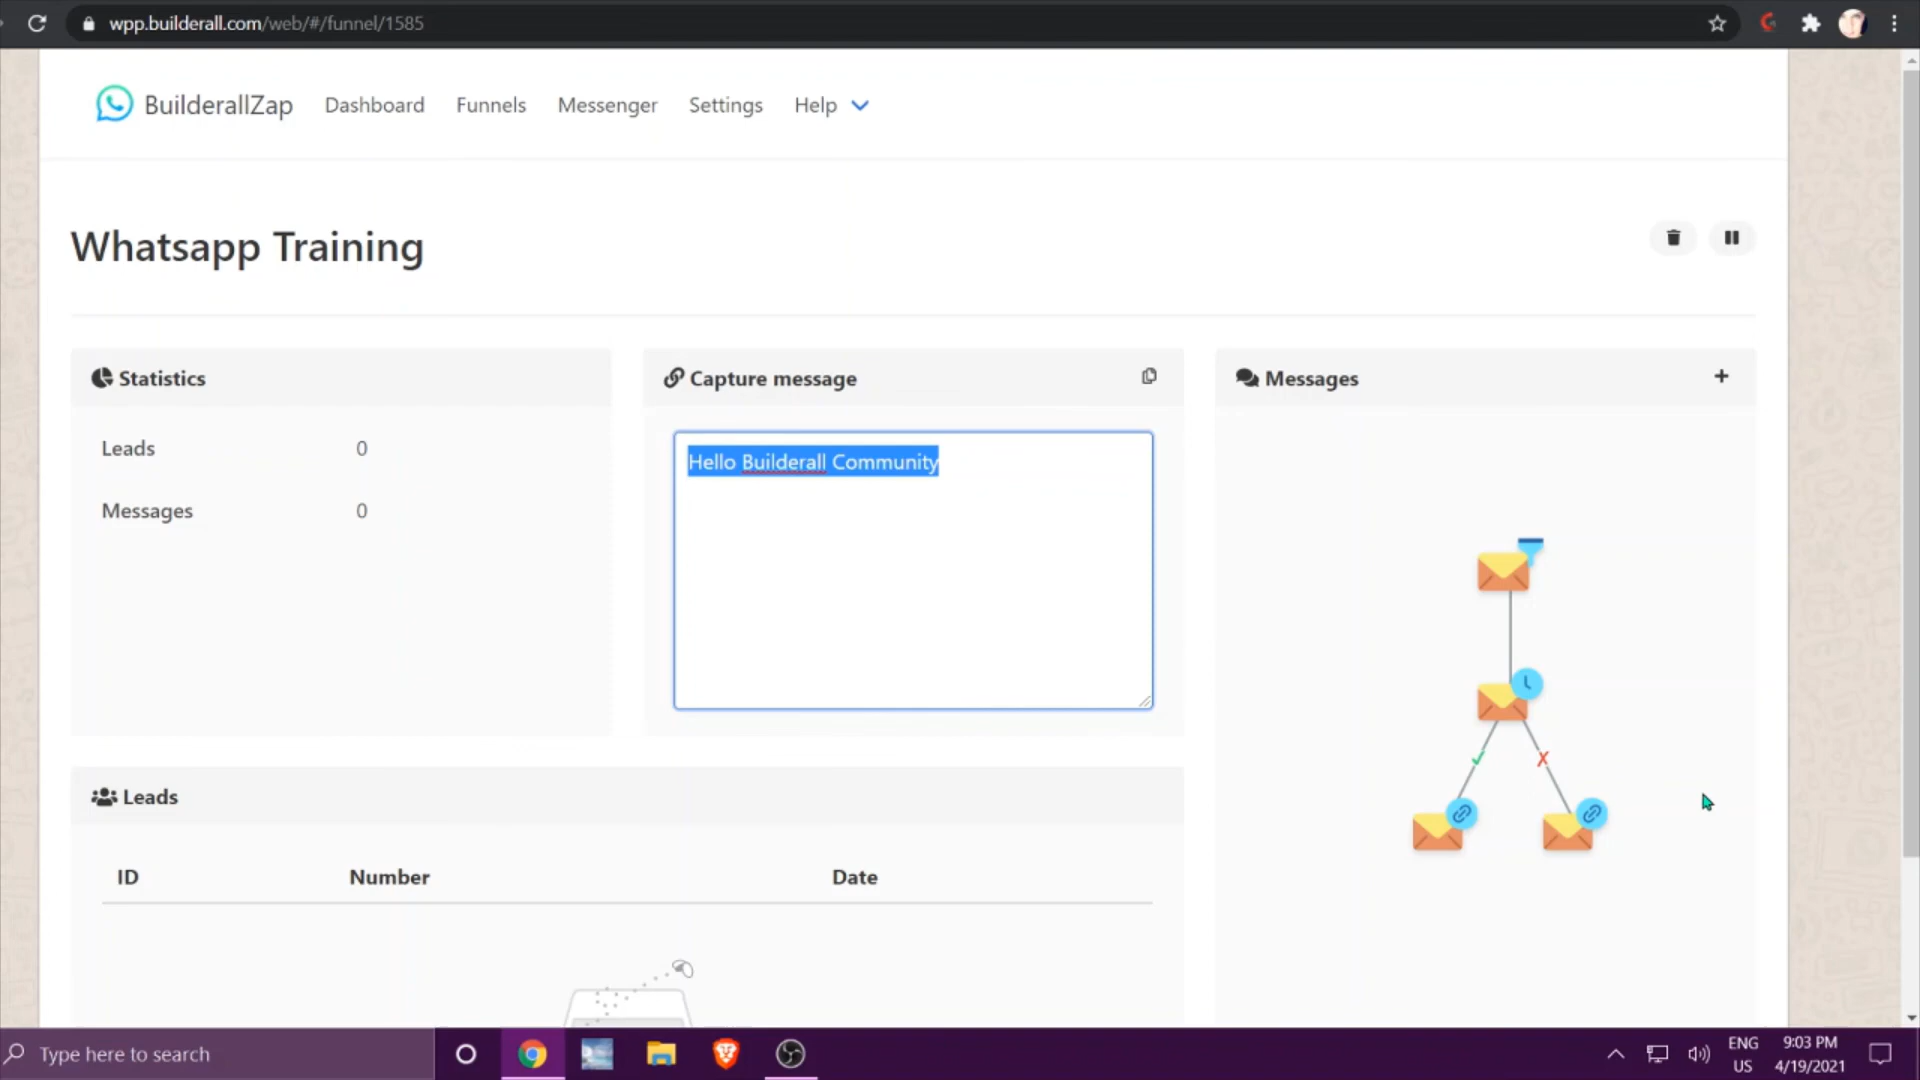 wpp.builderall.com/web/#/funnel/1585
BuilderallZap Dashboard Funnels Messenger Settings Help
Whatsapp Training
Statistics
Leads 0
Messages 0
Capture message
Hello Builderall Community
Messages
Leads
ID Number Date
Type here to search
ENG
US
9:03 PM
4/19/2021